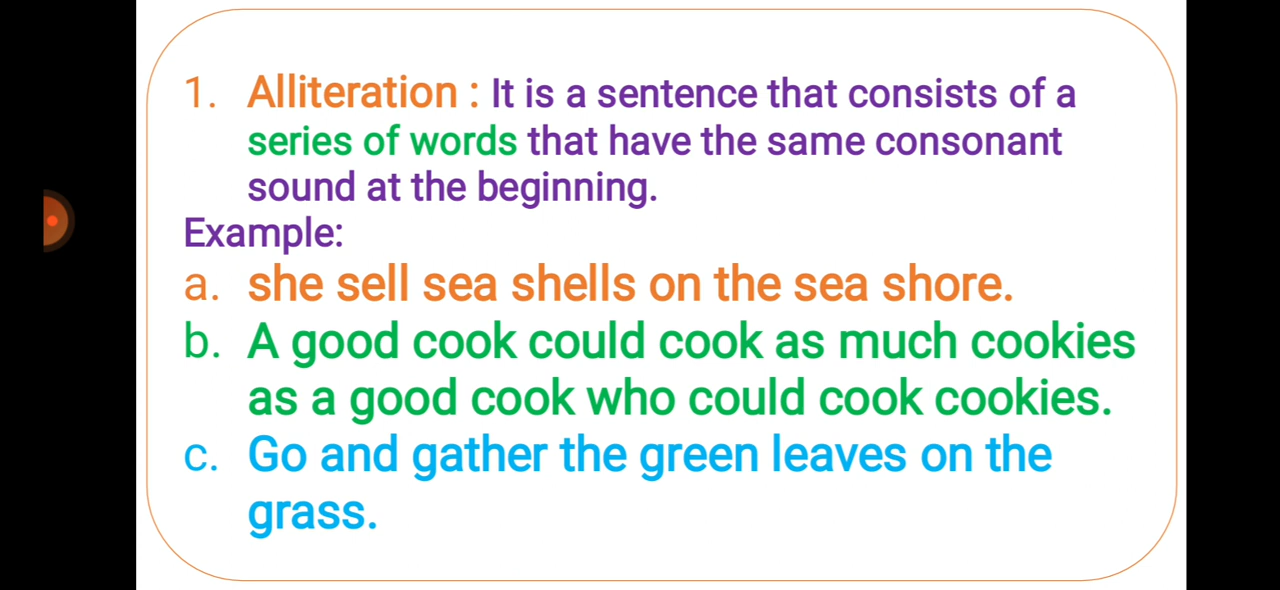 1. Alliteration : It is a sentence that consists of a
series of words that have the same consonant
sound at the beginning.
Example:
a. she sell sea shells on the sea shore.
b. A good cook could cook as much cookies
as a good cook who could cook cookies.
c. Go and gather the green leaves on the
grass.